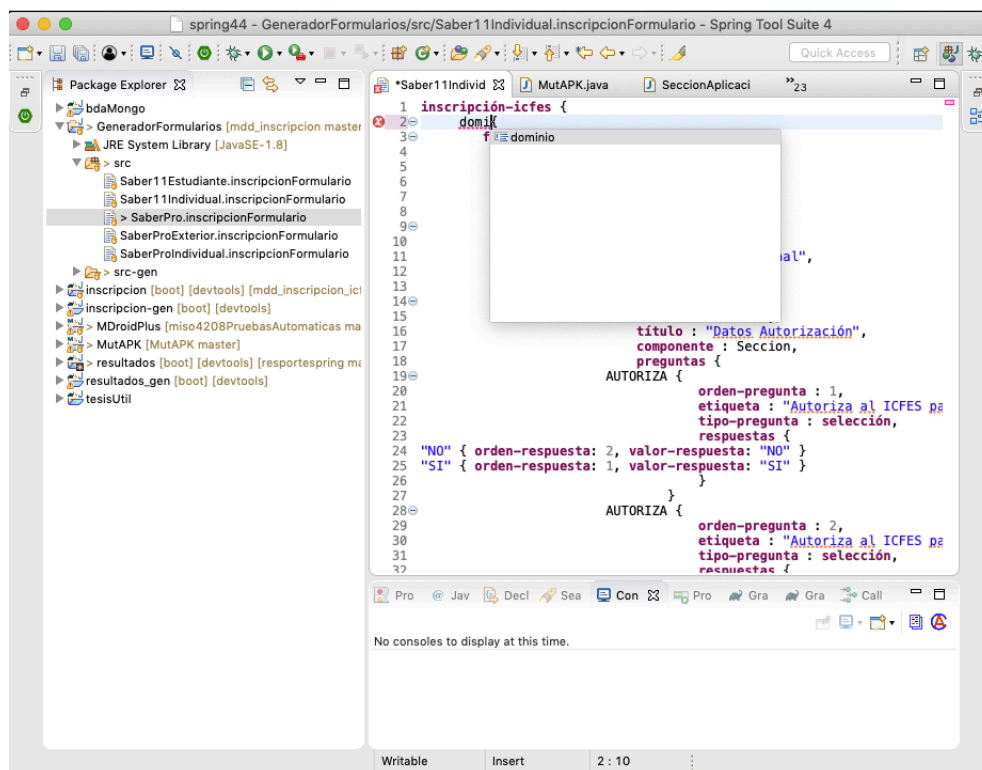 spring44 - GeneradorFormularios/src/Saber11Individual.inscripcionFormulario - Spring Tool Suite 4
Quick Access
Package Explorer
bdaMongo
> GeneradorFormularios [mdd_inscripcion master
JRE System Library [JavaSE-1.8]
> src
Saber11Estudiante.inscripcionFormulario
Saber11Individual.inscripcionFormulario
> SaberPro.inscripcionFormulario
SaberProExterior.inscripcionFormulario
SaberProIndividual.inscripcionFormulario
> src-gen
inscripcion [boot] [devtools] [mdd_inscripcion_icf
inscripcion-gen [boot] [devtools]
> MDroidPlus [miso4208PruebasAutomaticas ma
> MutAPK [MutAPK master]
> resultados [boot] [devtools] [resportespring ma
resultados_gen [boot] [devtools]
tesisUtil
*Saber11Individ MutAPK.java SeccionAplicaci »23
1 inscripción-icfes {
2 domi{
3 f
dominio
4
5
6
7
8
9
10
11 al",
12
13
14
15
16 título : "Datos Autorización",
17 componente : Seccion,
18 preguntas {
19 AUTORIZA {
20 orden-pregunta : 1,
21 etiqueta : "Autoriza al ICFES pa
22 tipo-pregunta : selección,
23 respuestas {
24 "NO" { orden-respuesta: 2, valor-respuesta: "NO" }
25 "SI" { orden-respuesta: 1, valor-respuesta: "SI" }
26 }
27 }
28 AUTORIZA {
29 orden-pregunta : 2,
30 etiqueta : "Autoriza al ICFES pa
31 tipo-pregunta : selección,
32 respuestas {
Pro @ Jav Decl Sea Con Pro Gra Gra Call
No consoles to display at this time.
Writable Insert 2 : 10